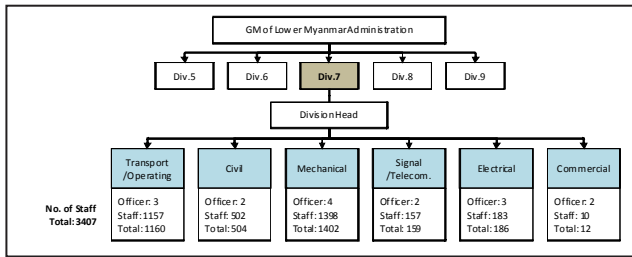 GM of Lower Myanmar Administration
Div.5 Div.6 Div.7 Div.8 Div.9
Division Head
Transport /Operating
Civil
Mechanical
Signal /Telecom.
Electrical
Commercial
No. of Staff
Total: 3407
Officer: 3
Staff: 1157
Total: 1160
Officer: 2
Staff: 502
Total: 504
Officer: 4
Staff: 1398
Total: 1402
Officer: 2
Staff: 157
Total: 159
Officer: 3
Staff: 183
Total: 186
Officer: 2
Staff: 10
Total: 12